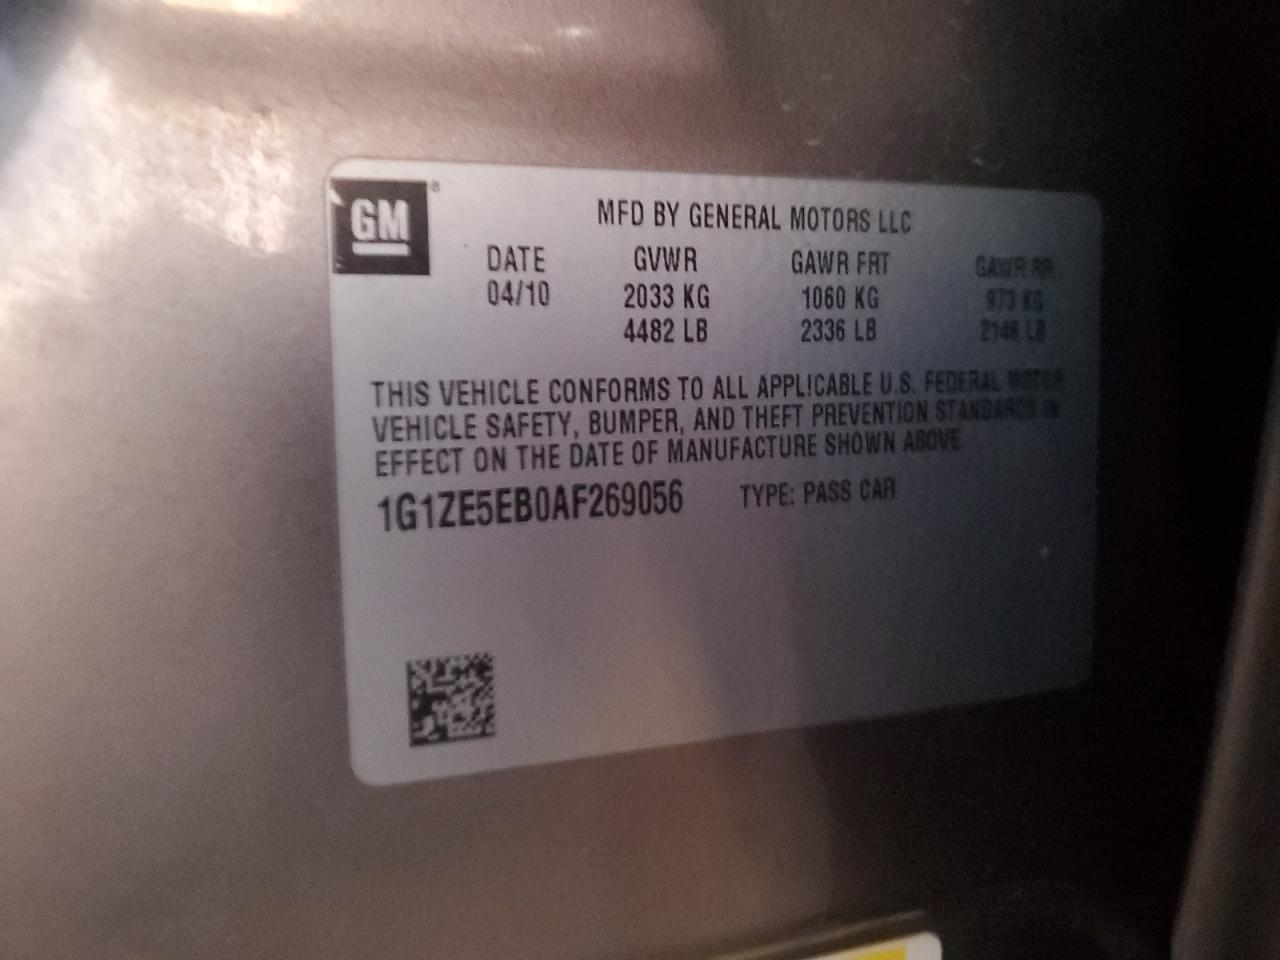 GM®
MFD BY GENERAL MOTORS LLC
DATE GVWR GAWR FRT GAWR RR
04/10 2033 KG 1060 KG 973 KG
4482 LB 2336 LB 2146 LB
THIS VEHICLE CONFORMS TO ALL APPLICABLE U.S. FEDERAL MOTOR
VEHICLE SAFETY, BUMPER, AND THEFT PREVENTION STANDARDS IN
EFFECT ON THE DATE OF MANUFACTURE SHOWN ABOVE
1G1ZE5EB0AF269056 TYPE: PASS CAR